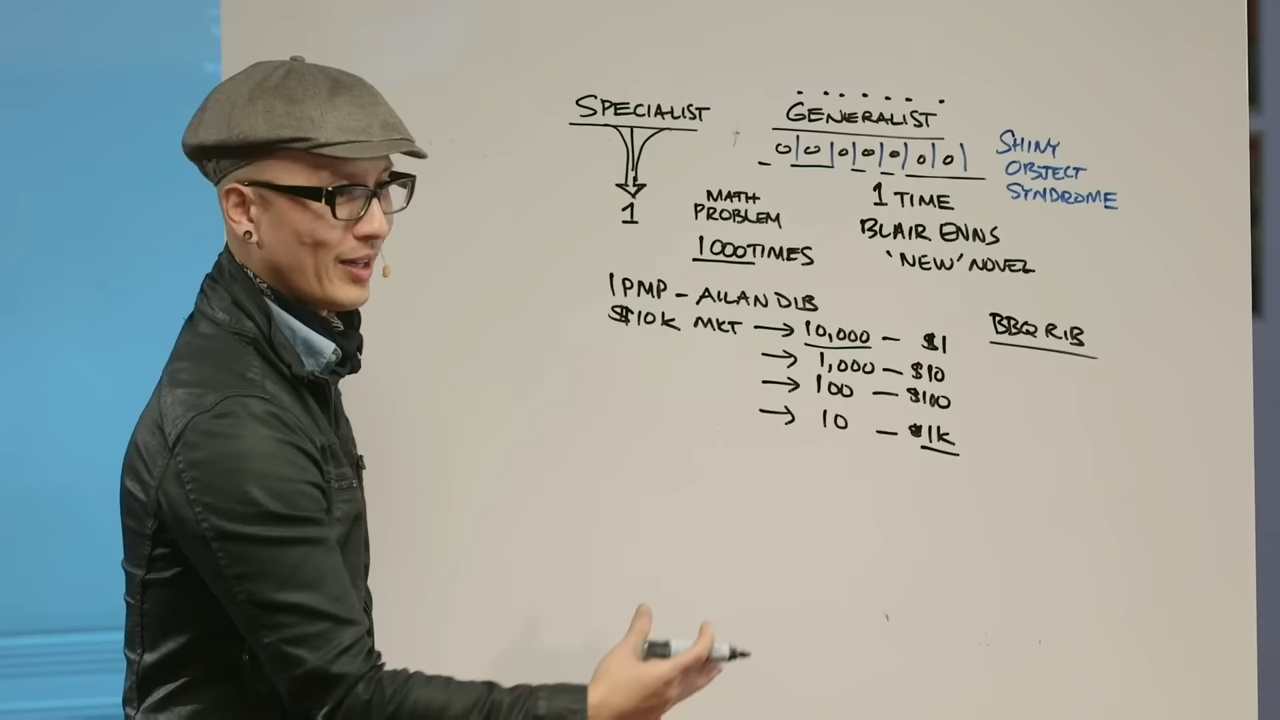 SPECIALIST
1
MATH
PROBLEM
1000 TIMES
GENERALIST
0|0|0|0|0|0|0|
1 TIME
BLAIR ENNS
'NEW' NOVEL
SHINY
OBJECT
SYNDROME
1PMP - ALLAN DIB
$10K MKT → 10,000 - $1
→ 1,000 - $10
→ 100 - $100
→ 10 - $1K
BBQ RIB